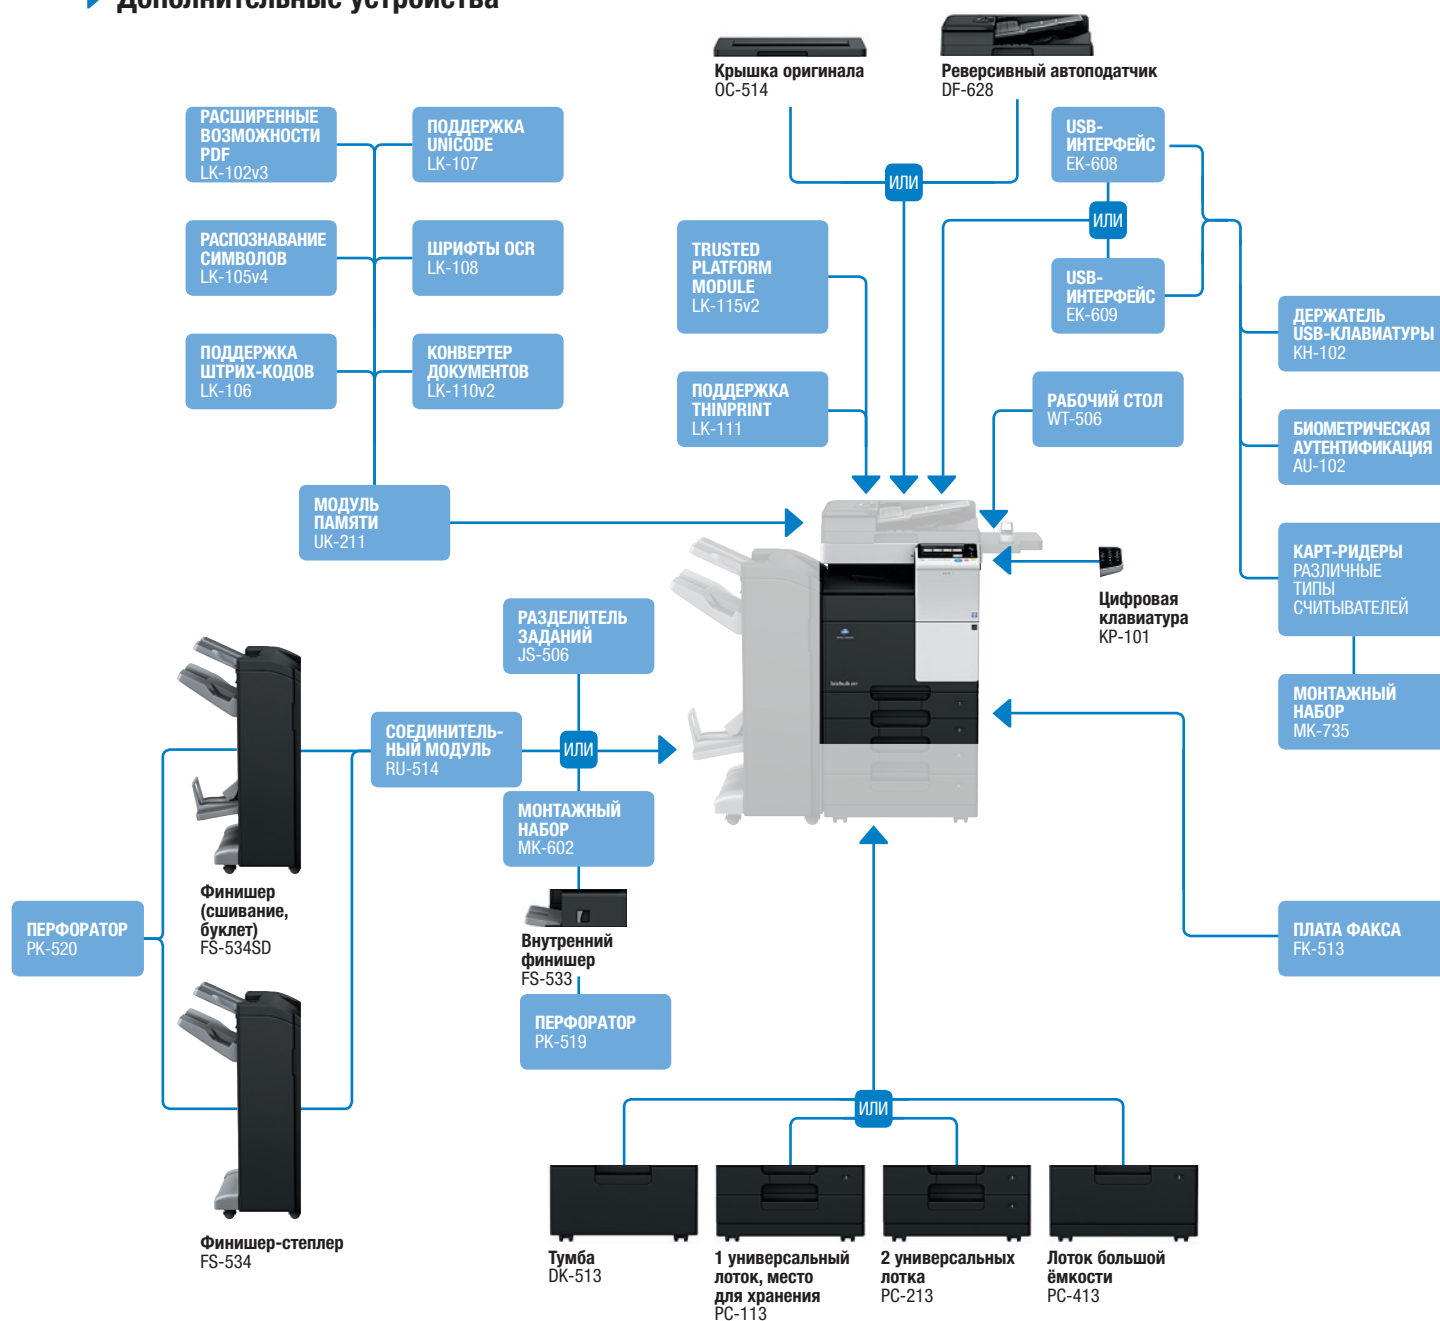 Дополнительные устройства
Крышка оригинала
OC-514
Реверсивный автоподатчик
DF-628
РАСШИРЕННЫЕ
ВОЗМОЖНОСТИ
PDF
LK-102v3
ПОДДЕРЖКА
UNICODE
LK-107
USB-
ИНТЕРФЕЙС
EK-608
ИЛИ
ИЛИ
РАСПОЗНАВАНИЕ
СИМВОЛОВ
LK-105v4
ШРИФТЫ OCR
LK-108
TRUSTED
PLATFORM
MODULE
LK-115v2
USB-
ИНТЕРФЕЙС
EK-609
ДЕРЖАТЕЛЬ
USB-КЛАВИАТУРЫ
KH-102
ПОДДЕРЖКА
ШТРИХ-КОДОВ
LK-106
КОНВЕРТЕР
ДОКУМЕНТОВ
LK-110v2
ПОДДЕРЖКА
THINPRINT
LK-111
РАБОЧИЙ СТОЛ
WT-506
БИОМЕТРИЧЕСКАЯ
АУТЕНТИФИКАЦИЯ
AU-102
МОДУЛЬ
ПАМЯТИ
UK-211
КАРТ-РИДЕРЫ
РАЗЛИЧНЫЕ
ТИПЫ
СЧИТЫВАТЕЛЕЙ
Цифровая
клавиатура
KP-101
РАЗДЕЛИТЕЛЬ
ЗАДАНИЙ
JS-506
bizhub 367
МОНТАЖНЫЙ
НАБОР
MK-735
СОЕДИНИТЕЛЬ-
НЫЙ МОДУЛЬ
RU-514
ИЛИ
МОНТАЖНЫЙ
НАБОР
MK-602
Финишер
(сшивание,
буклет)
FS-534SD
ПЕРФОРАТОР
PK-520
Внутренний
финишер
FS-533
ПЛАТА ФАКСА
FK-513
ПЕРФОРАТОР
PK-519
ИЛИ
Финишер-степлер
FS-534
Тумба
DK-513
1 универсальный
лоток, место
для хранения
PC-113
2 универсальных
лотка
PC-213
Лоток большой
ёмкости
PC-413